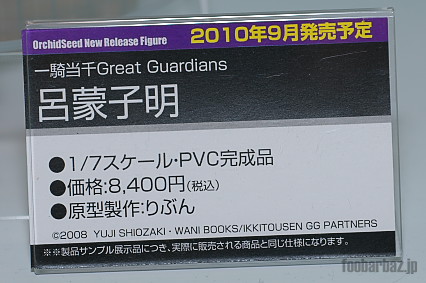 OrchidSeed New Release Figure 2010年9月発売予定
一騎当千Great Guardians
呂蒙子明
●1/7スケール・PVC完成品
●価格:8,400円(税込)
●原型製作:りぶん
©2008 YUJI SHIOZAKI・WANI BOOKS/IKKITOUSEN GG PARTNERS
※※製品サンプル展示品につき、実際に販売される商品と同じ仕様になります。
foobarbaz.jp